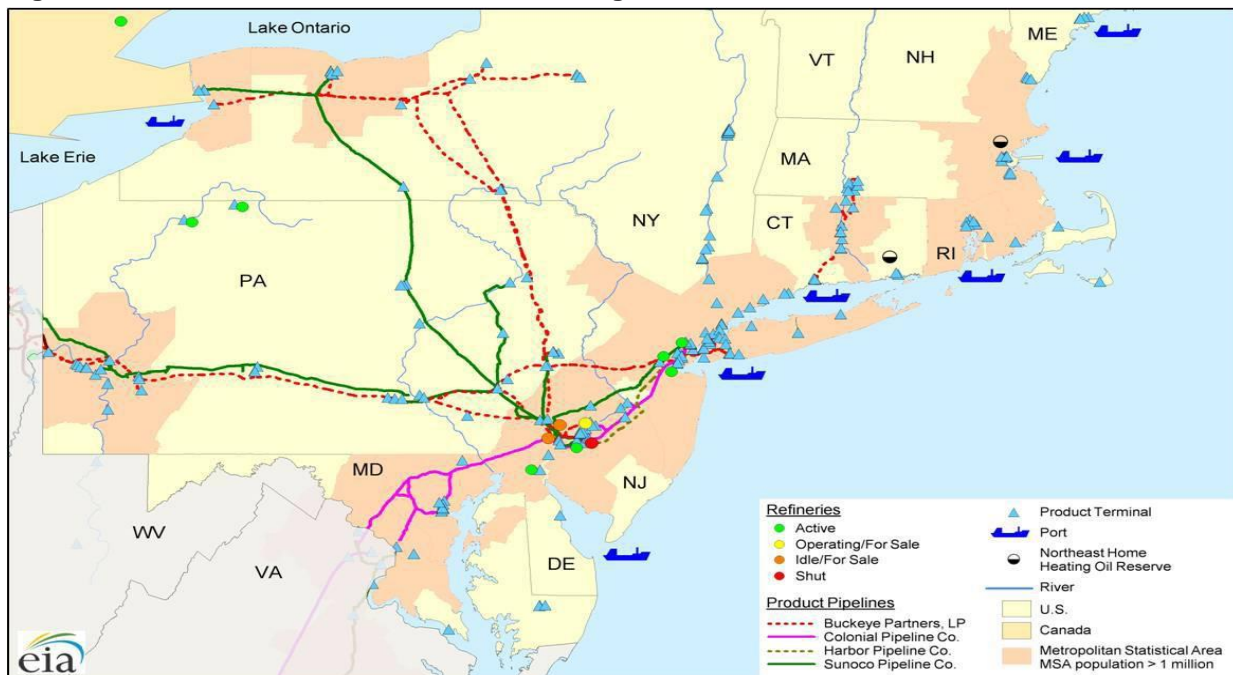 Lake Ontario
ME
VT
NH
Lake Erie
MA
NY
CT
RI
PA
MD
NJ
WV
VA
DE
Refineries
Active
Operating/For Sale
Idle/For Sale
Shut
Product Pipelines
Buckeye Partners, LP
Colonial Pipeline Co.
Harbor Pipeline Co.
Sunoco Pipeline Co.
Product Terminal
Port
Northeast Home
Heating Oil Reserve
River
U.S.
Canada
Metropolitan Statistical Area
MSA population > 1 million
eia